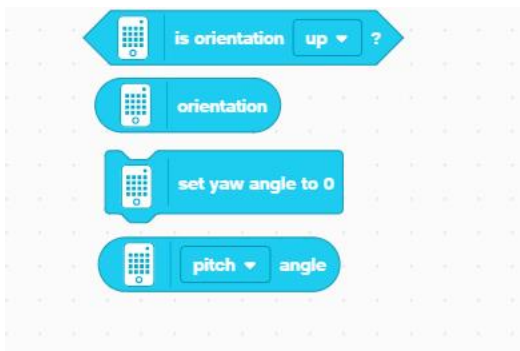 is orientation up ?
orientation
set yaw angle to 0
pitch angle